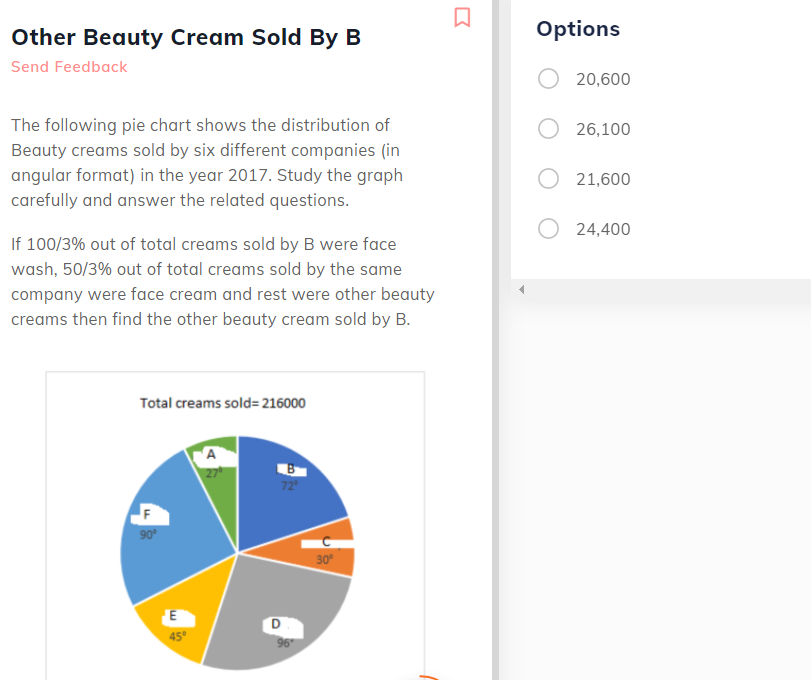 Other Beauty Cream Sold By B
Send Feedback
The following pie chart shows the distribution of
Beauty creams sold by six different companies (in
angular format) in the year 2017. Study the graph
carefully and answer the related questions.
If 100/3% out of total creams sold by B were face
wash, 50/3% out of total creams sold by the same
company were face cream and rest were other beauty
creams then find the other beauty cream sold by B.
Total creams sold= 216000
A
27°
B
72°
F
90°
C
30°
E
45°
D
96°
Options
20,600
26,100
21,600
24,400